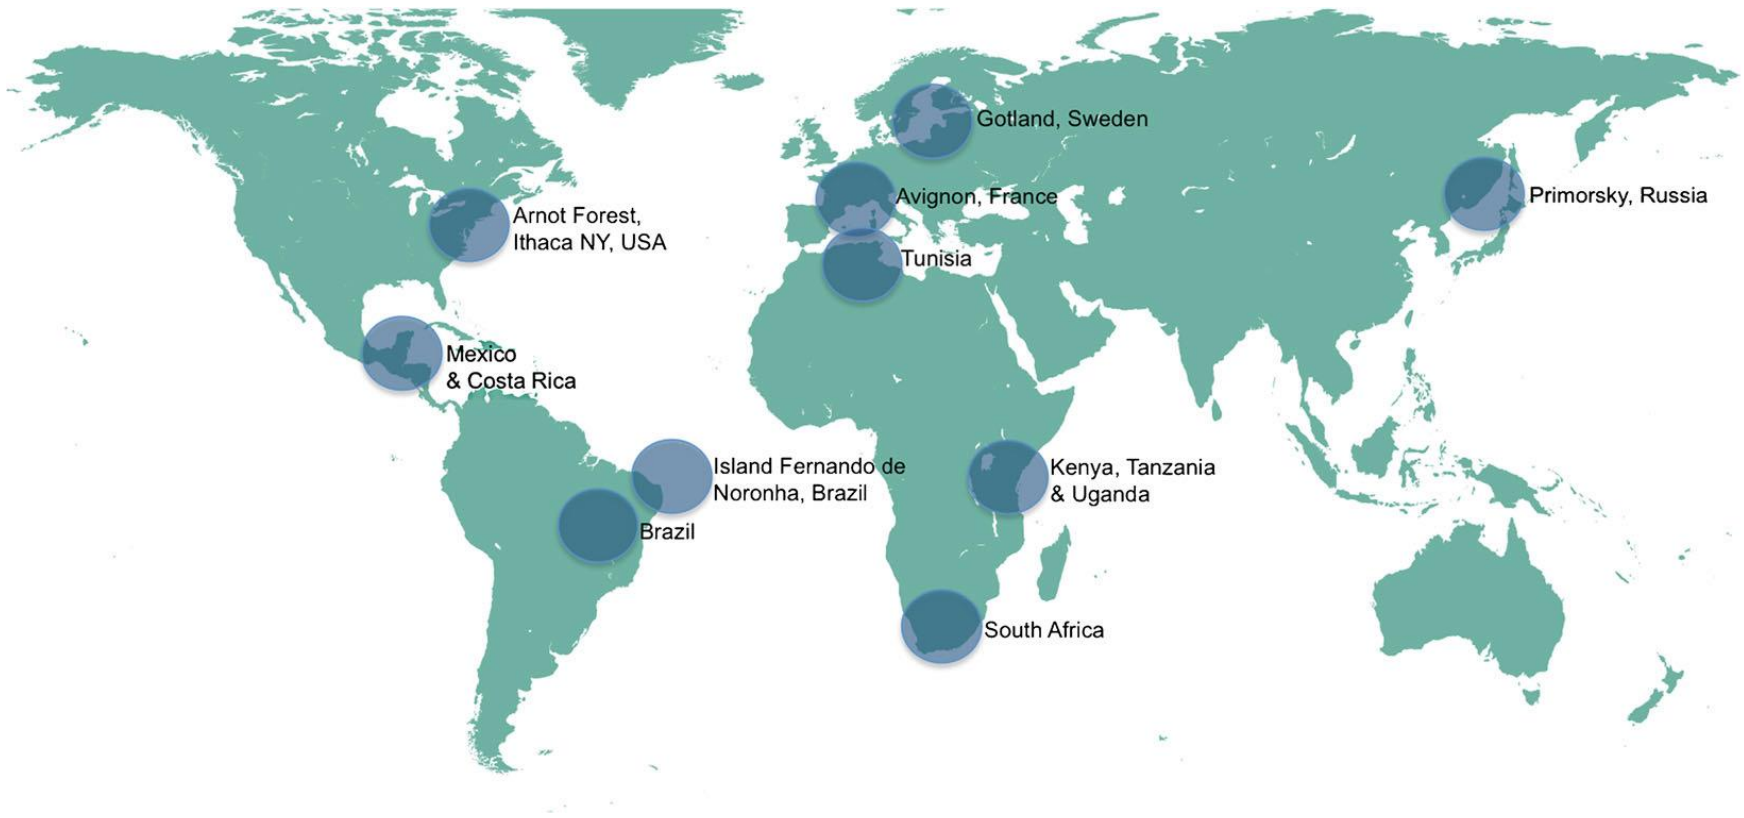 Gotland, Sweden
Avignon, France
Primorsky, Russia
Arnot Forest,
Ithaca NY, USA
Tunisia
Mexico
& Costa Rica
Island Fernando de
Noronha, Brazil
Kenya, Tanzania
& Uganda
Brazil
South Africa